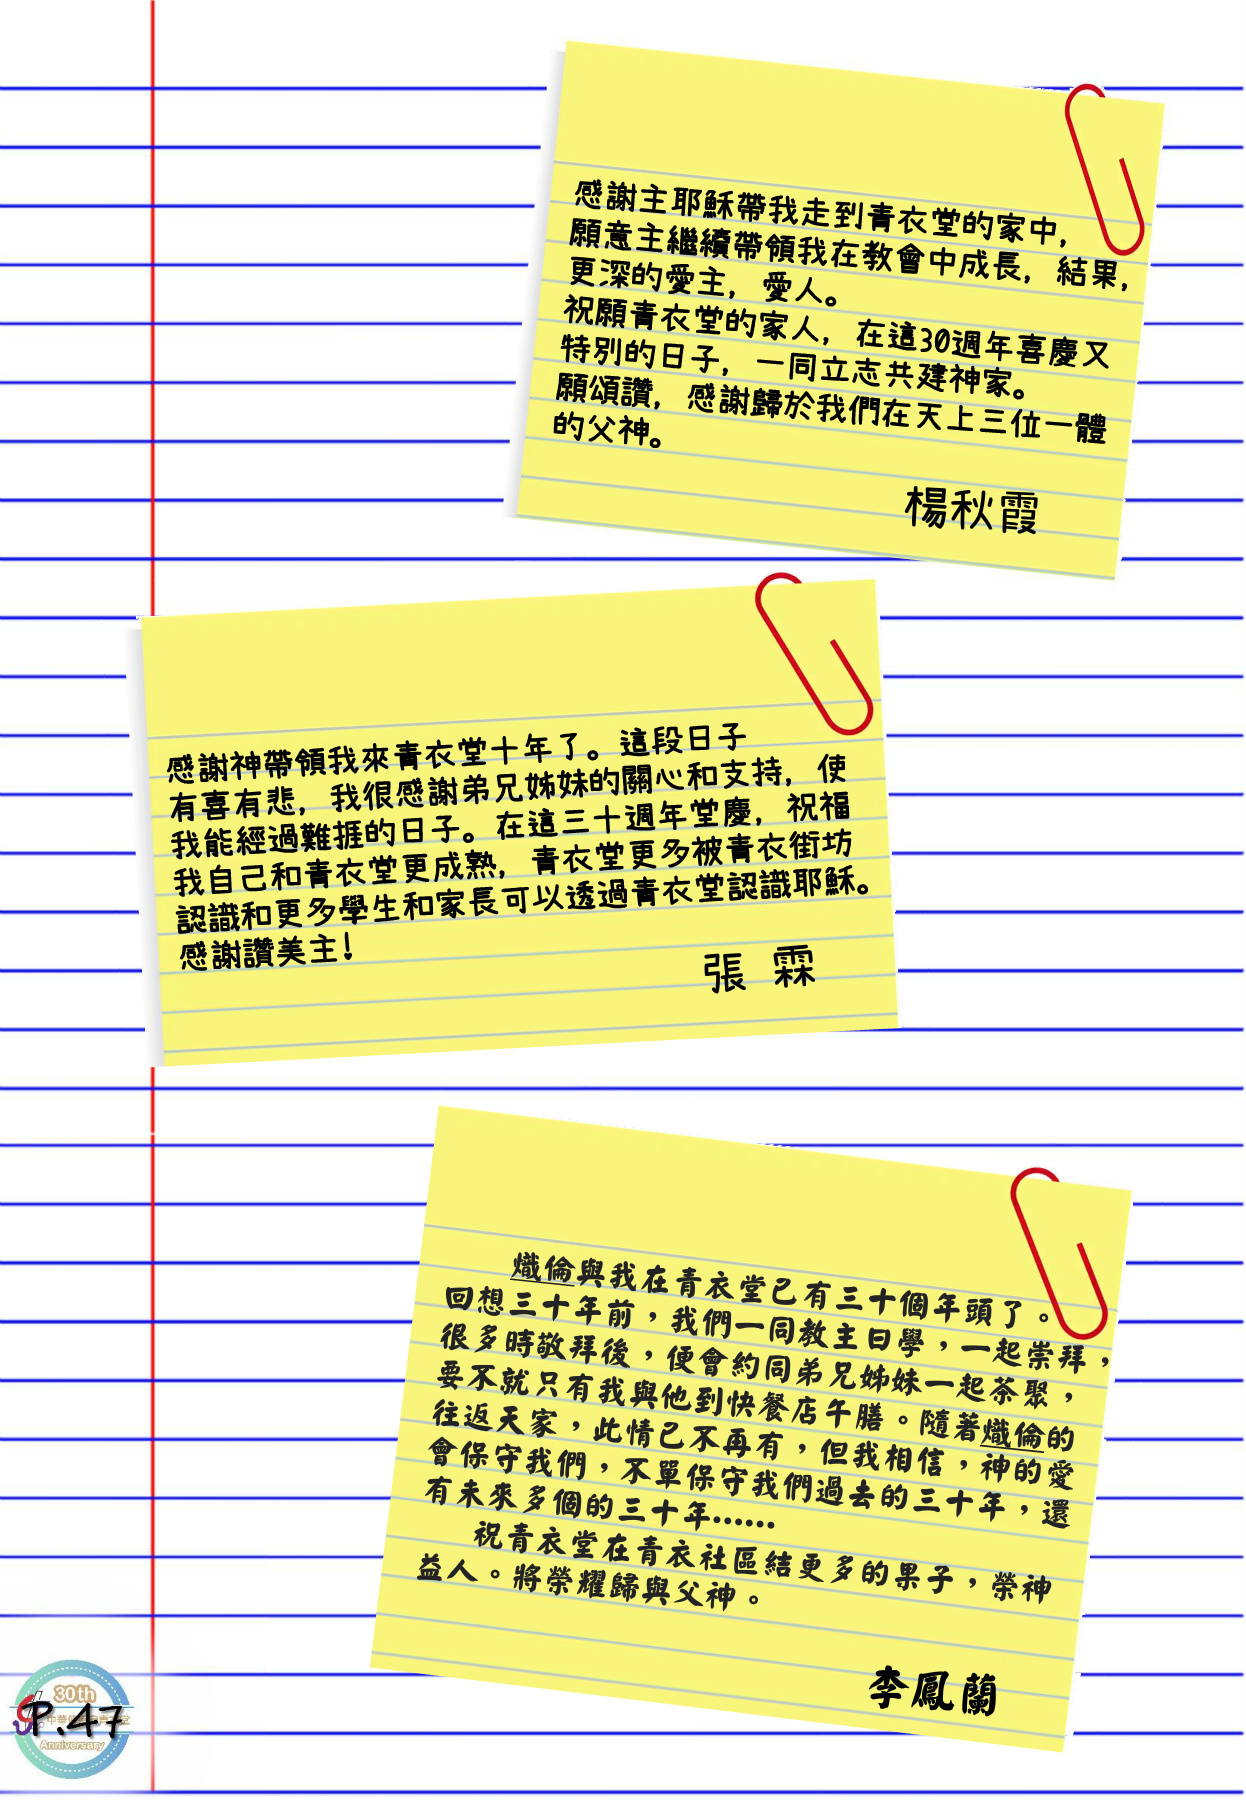 感謝主耶穌帶我走到青衣堂的家中,
願意主繼續帶領我在教會中成長, 結果,
更深的愛主, 愛人。
祝願青衣堂的家人, 在這30週年喜慶又
特別的日子, 一同立志共建神家。
願頌讚, 感謝歸於我們在天上三位一體
的父神。
楊秋霞
感謝神帶領我來青衣堂十年了。這段日子
有喜有悲, 我很感謝弟兄姊妹的關心和支持, 使
我能經過難捱的日子。在這三十週年堂慶, 祝福
我自己和青衣堂更成熟, 青衣堂更多被青衣街坊
認識和更多學生和家長可以透過青衣堂認識耶穌。
感謝讚美主!
張 霖
熾倫與我在青衣堂已有三十個年頭了。
回想三十年前,我們一同教主日學,一起崇拜,
很多時敬拜後,便會約同弟兄姊妹一起茶聚,
要不就只有我與他到快餐店午膳。隨著熾倫的
往返天家,此情已不再有,但我相信,神的愛
會保守我們,不單保守我們過去的三十年,還
有未來多個的三十年......
祝青衣堂在青衣社區結更多的果子,榮神
益人。將榮耀歸與父神。
李鳳蘭
30th
P.47
Anniversary